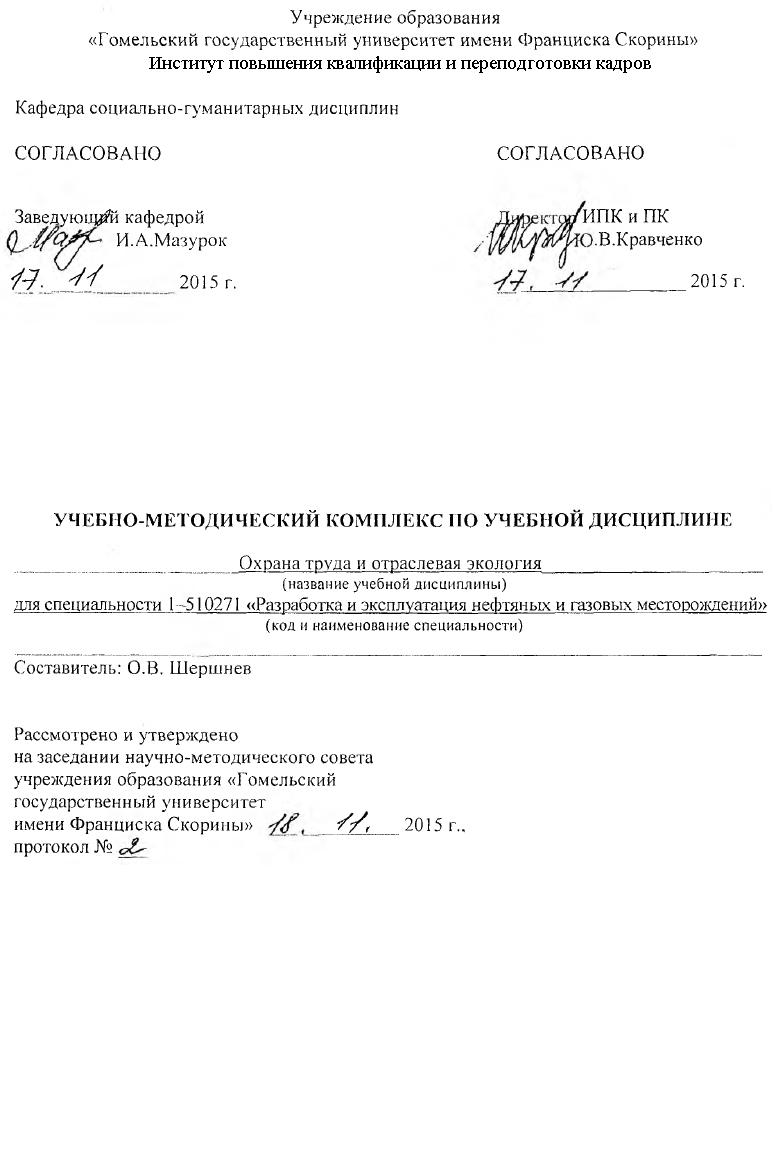 Учреждение образования
«Гомельский государственный университет имени Франциска Скорины»
Институт повышения квалификации и переподготовки кадров
Кафедра социально-гуманитарных дисциплин
СОГЛАСОВАНО
СОГЛАСОВАНО
Заведующий кафедрой
И.А.Мазурок
17. 11 2015 г.
Директор ИПК и ПК
Ю.В.Кравченко
17. 11 2015 г.
УЧЕБНО-МЕТОДИЧЕСКИЙ КОМПЛЕКС ПО УЧЕБНОЙ ДИСЦИПЛИНЕ
Охрана труда и отраслевая экология
(название учебной дисциплины)
для специальности 1–510271 «Разработка и эксплуатация нефтяных и газовых месторождений»
(код и наименование специальности)
Составитель: О.В. Шершнев
Рассмотрено и утверждено
на заседании научно-методического совета
учреждения образования «Гомельский
государственный университет
имени Франциска Скорины» 18. 11. 2015 г..
протокол № 2